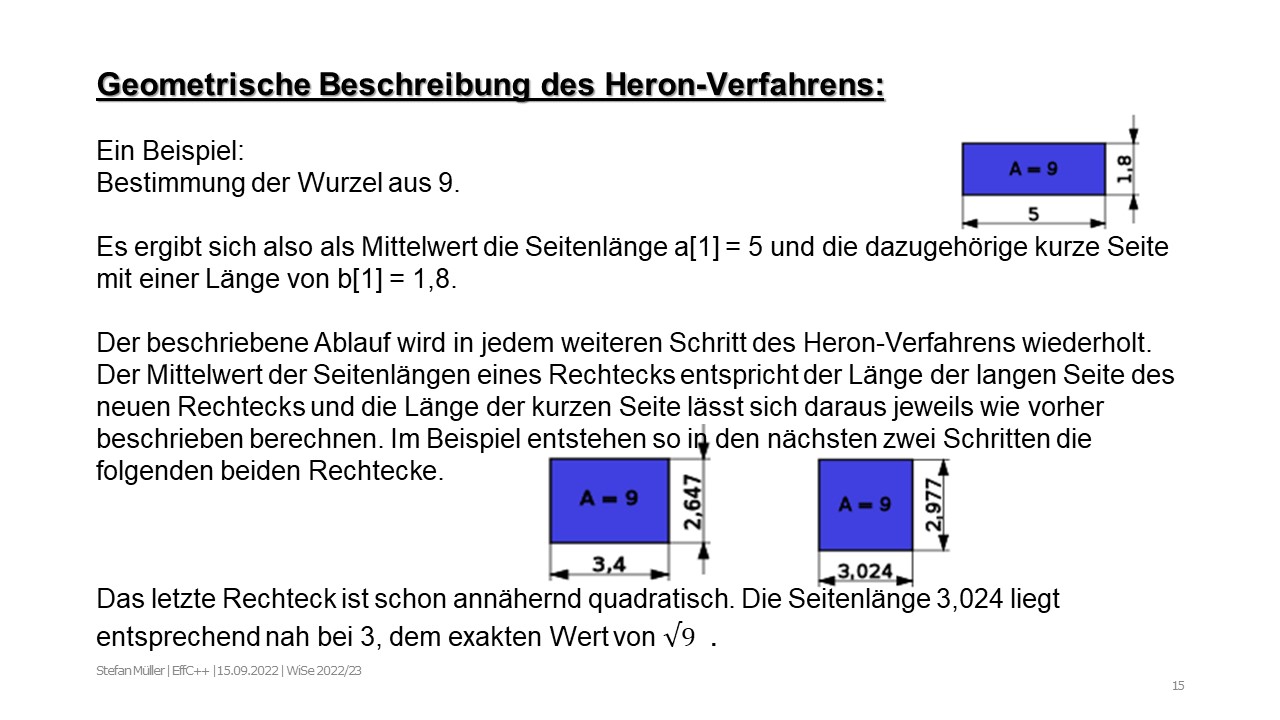 Geometrische Beschreibung des Heron-Verfahrens:
Ein Beispiel:
Bestimmung der Wurzel aus 9.
A = 9
1,8
5
Es ergibt sich also als Mittelwert die Seitenlänge a[1] = 5 und die dazugehörige kurze Seite
mit einer Länge von b[1] = 1,8.
Der beschriebene Ablauf wird in jedem weiteren Schritt des Heron-Verfahrens wiederholt.
Der Mittelwert der Seitenlängen eines Rechtecks entspricht der Länge der langen Seite des
neuen Rechtecks und die Länge der kurzen Seite lässt sich daraus jeweils wie vorher
beschrieben berechnen. Im Beispiel entstehen so in den nächsten zwei Schritten die
folgenden beiden Rechtecke.
A = 9
2,647
3,4
A = 9
2,977
3,024
Das letzte Rechteck ist schon annähernd quadratisch. Die Seitenlänge 3,024 liegt
entsprechend nah bei 3, dem exakten Wert von √9 .
Stefan Müller | EffC++ | 15.09.2022 | WiSe 2022/23
15